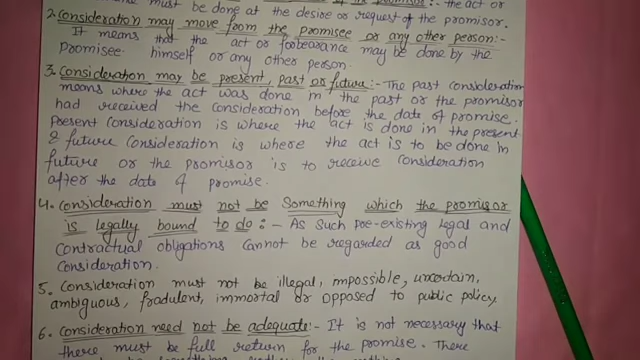 must be done at the desire or request of the promisor.
2. Consideration may move from the promisee or any other person:-
It means that the act or forbearance may be done by the
promisee himself or any other person.
3. Consideration may be present, past or future:- The past consideration
means where the act was done in the past or the promisor
had received the consideration before the date of promise.
Present consideration is where the act is done in the present
& future consideration is where the act is to be done in
future or the promisor is to receive consideration
after the date of promise.
4. Consideration must not be Something which the promisor
is legally bound to do:- As such pre-existing legal and
contractual obligations cannot be regarded as good
consideration.
5. Consideration must not be illegal, impossible, uncertain,
ambiguous, fradulent, immortal or opposed to public policy.
6. Consideration need not be adequate:- It is not necessary that
there must be full return for the promise. There